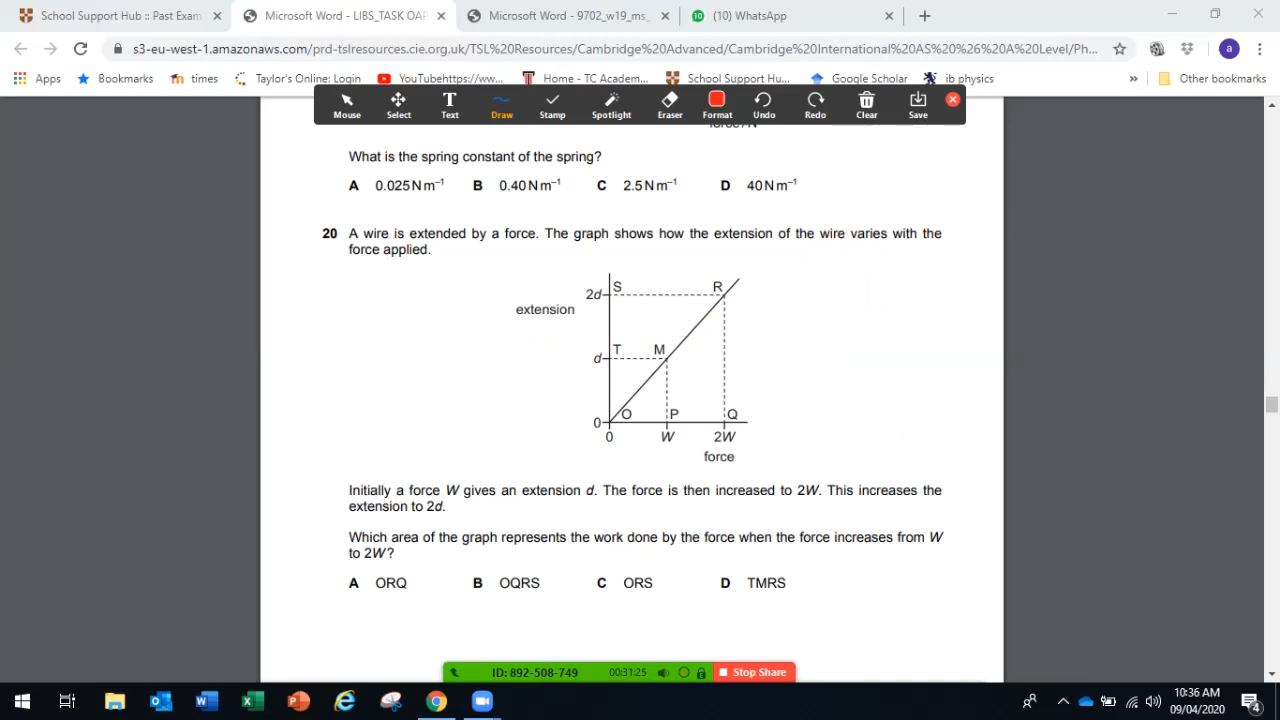 School Support Hub :: Past Exam
Microsoft Word - LIBS_TASK OAP
Microsoft Word - 9702_w19_ms_
(10) WhatsApp
s3-eu-west-1.amazonaws.com/prd-tslresources.cie.org.uk/TSL%20Resources/Cambridge%20Advanced/Cambridge%20International%20AS%20%26%20A%20Level/Ph...
a
Apps
Bookmarks
times
Taylor's Online: Login
YouTubehttps://ww...
Home - TC Academ...
School Support Hu...
Google Scholar
ib physics
»
Other bookmarks
Mouse
Select
Text
Draw
Stamp
Spotlight
Eraser
Format
Undo
Redo
Clear
Save
force / N
What is the spring constant of the spring?
A 0.025 N m⁻¹ B 0.40 N m⁻¹ C 2.5 N m⁻¹ D 40 N m⁻¹
20 A wire is extended by a force. The graph shows how the extension of the wire varies with the
force applied.
2d S R
extension
d T M
0 O P Q
0 W 2W
force
Initially a force W gives an extension d. The force is then increased to 2W. This increases the
extension to 2d.
Which area of the graph represents the work done by the force when the force increases from W
to 2W?
A ORQ B OQRS C ORS D TMRS
ID: 892-508-749 00:31:25 Stop Share
10:36 AM
09/04/2020
4